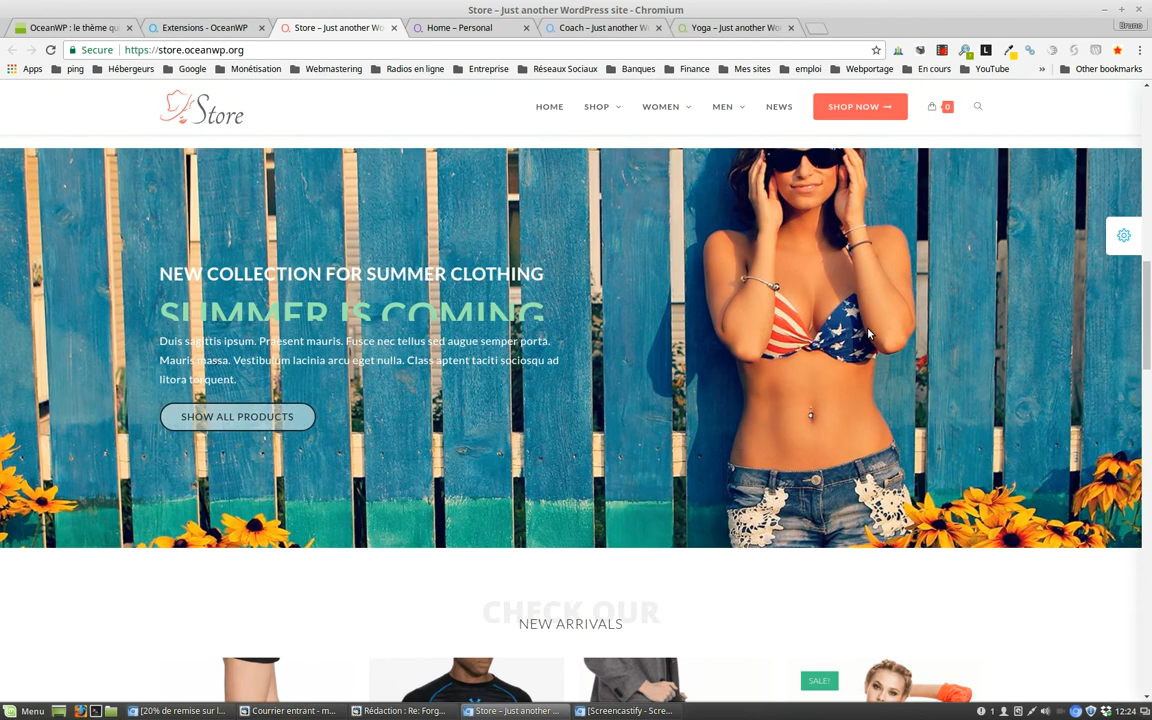 Store – Just another WordPress site - Chromium
OceanWP : le thème qu
Extensions - OceanWP
Store – Just another Wo
Home – Personal
Coach – Just another W
Yoga – Just another Wor
Bruno
Secure
https://store.oceanwp.org
Apps
ping
Hébergeurs
Google
Monétisation
Webmastering
Radios en ligne
Entreprise
Réseaux Sociaux
Banques
Finance
Mes sites
emploi
Webportage
En cours
YouTube
»
Other bookmarks
Store
HOME
SHOP
WOMEN
MEN
NEWS
SHOP NOW
0
NEW COLLECTION FOR SUMMER CLOTHING
SUMMER IS COMING
Duis sagittis ipsum. Praesent mauris. Fusce nec tellus sed augue semper porta.
Mauris massa. Vestibulum lacinia arcu eget nulla. Class aptent taciti sociosqu ad
litora torquent.
SHOW ALL PRODUCTS
CHECK OUR
NEW ARRIVALS
SALE!
Menu
[20% de remise sur l...
Courrier entrant - m...
Rédaction : Re: Forg...
Store – Just another ...
[Screencastify - Scre...
1
12:24